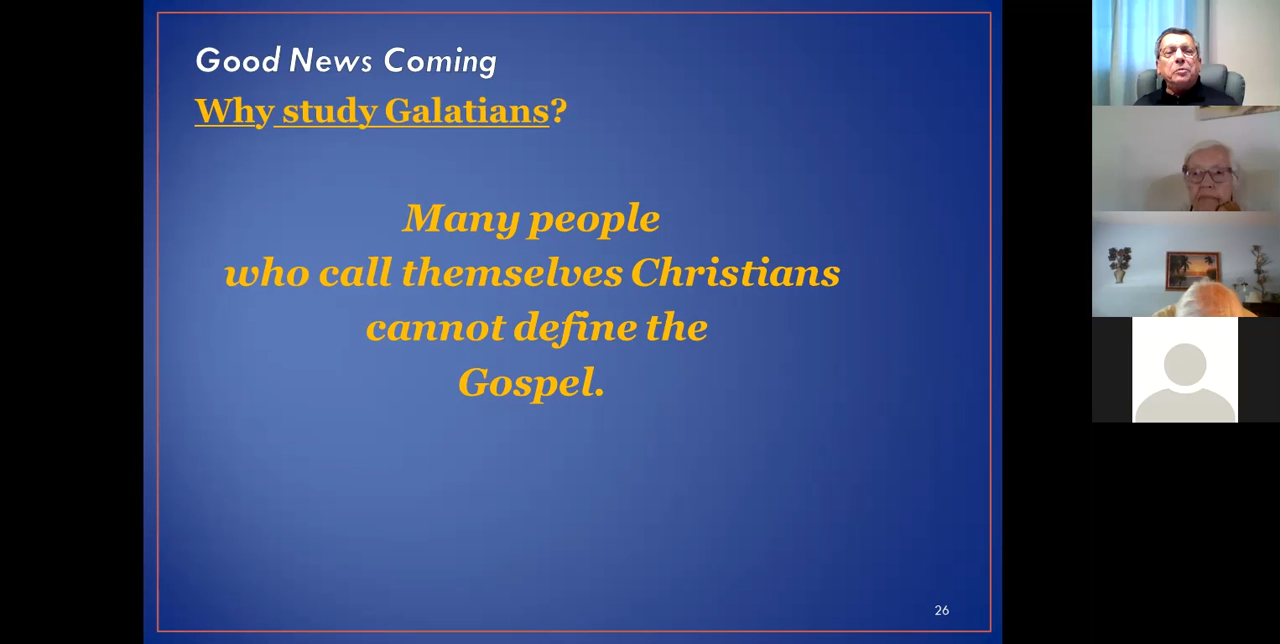 Good News Coming
Why study Galatians?
Many people
who call themselves Christians
cannot define the
Gospel.
26